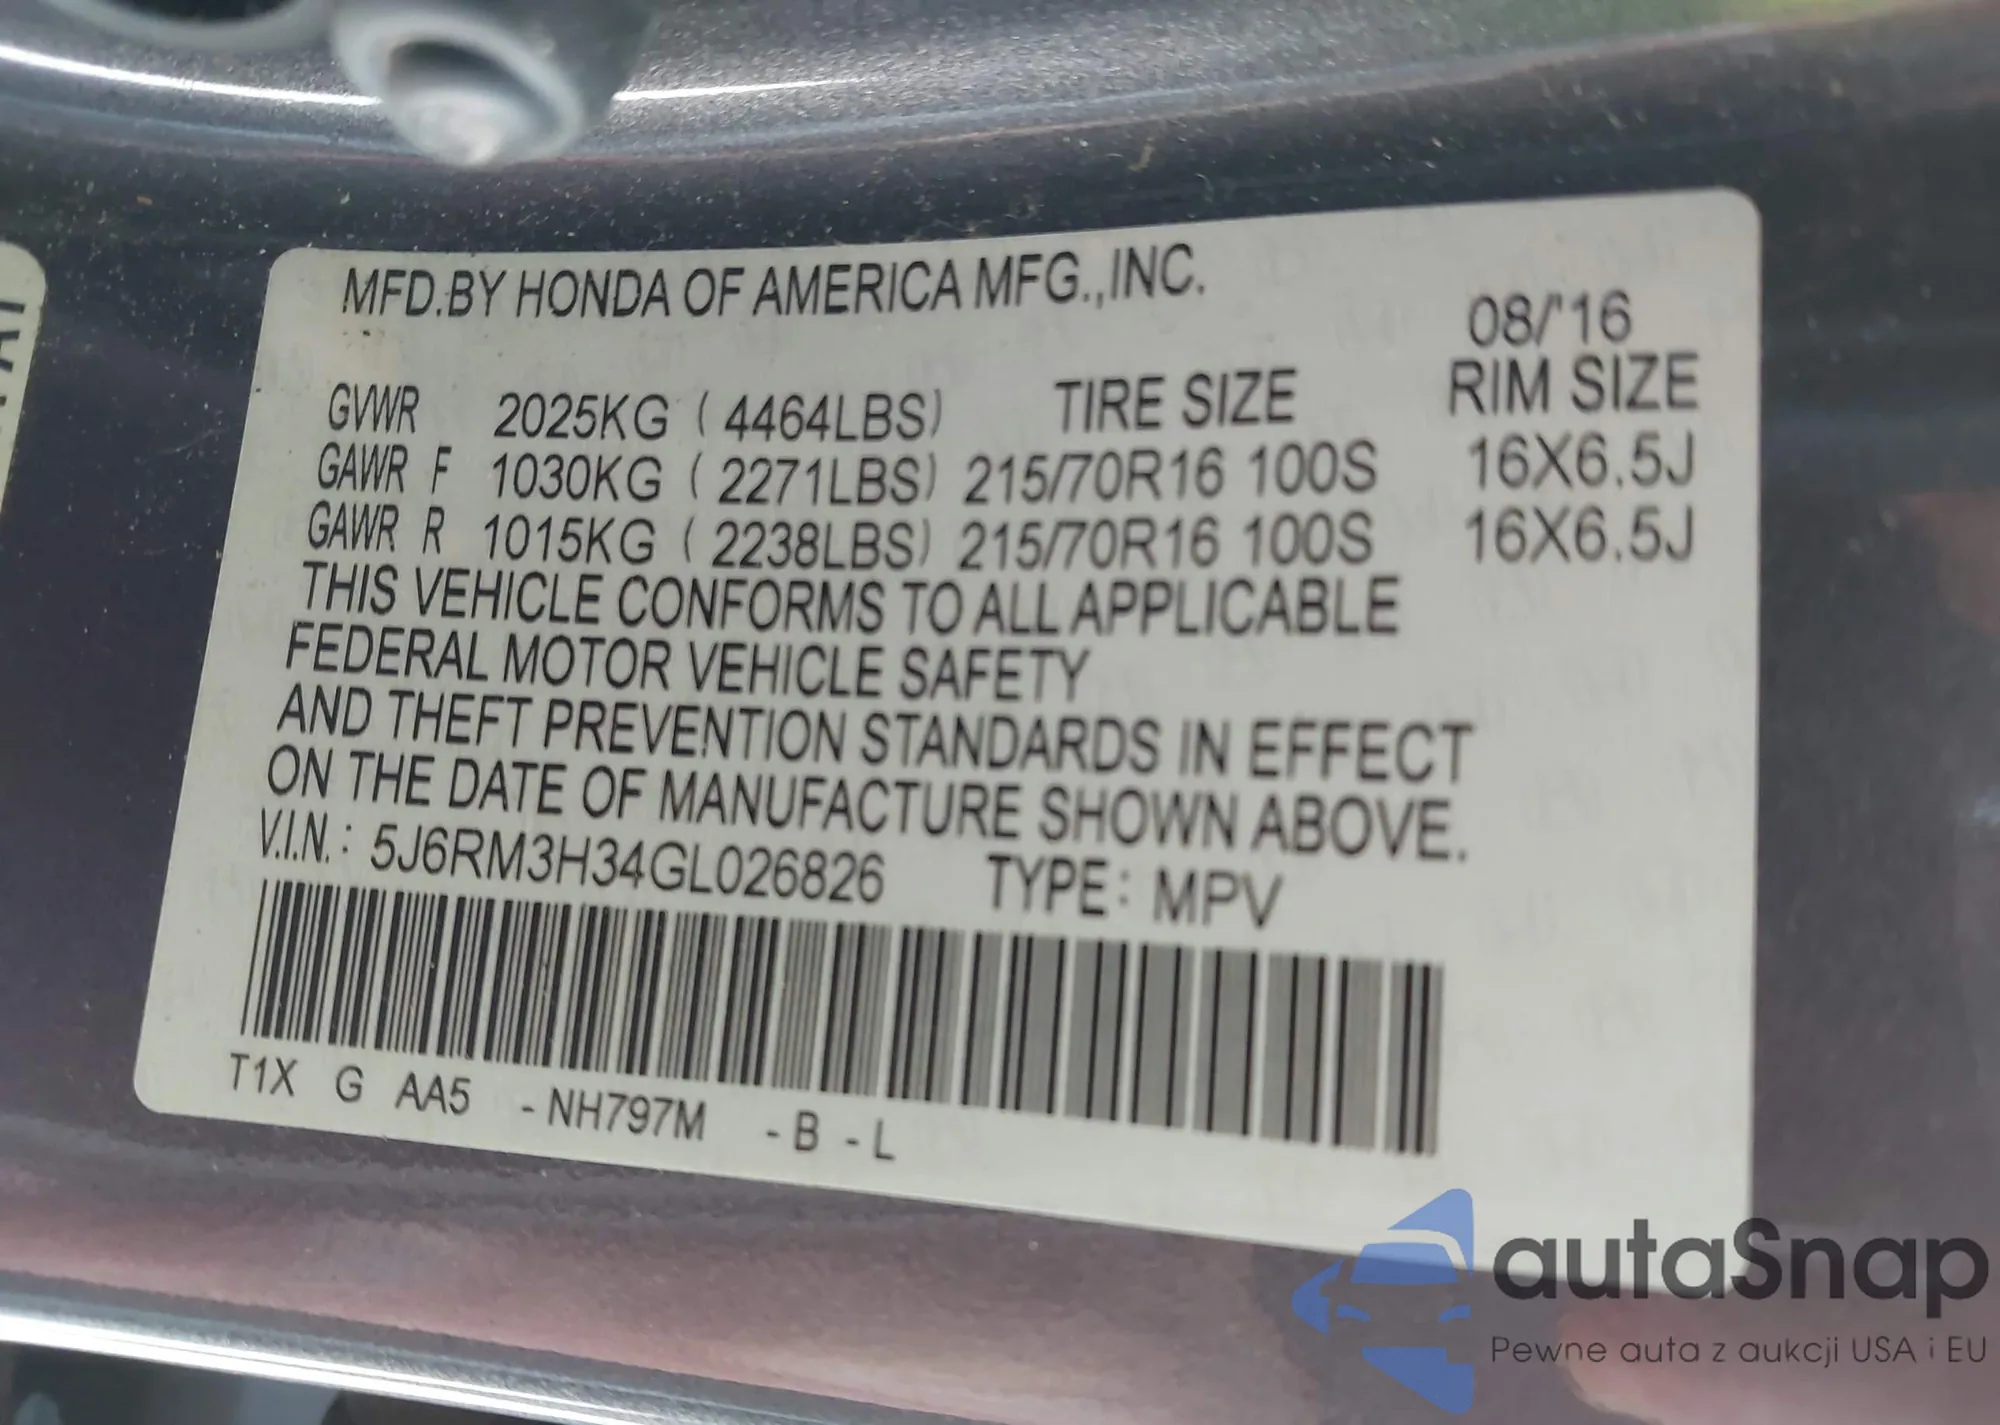 MFD.BY HONDA OF AMERICA MFG.,INC.
08/'16
GVWR 2025KG ( 4464LBS) TIRE SIZE RIM SIZE
GAWR F 1030KG ( 2271LBS) 215/70R16 100S 16X6.5J
GAWR R 1015KG ( 2238LBS) 215/70R16 100S 16X6.5J
THIS VEHICLE CONFORMS TO ALL APPLICABLE
FEDERAL MOTOR VEHICLE SAFETY
AND THEFT PREVENTION STANDARDS IN EFFECT
ON THE DATE OF MANUFACTURE SHOWN ABOVE.
V.I.N.: 5J6RM3H34GL026826 TYPE: MPV
T1X G AA5 -NH797M -B -L
autaSnap
Pewne auta z aukcji USA i EU